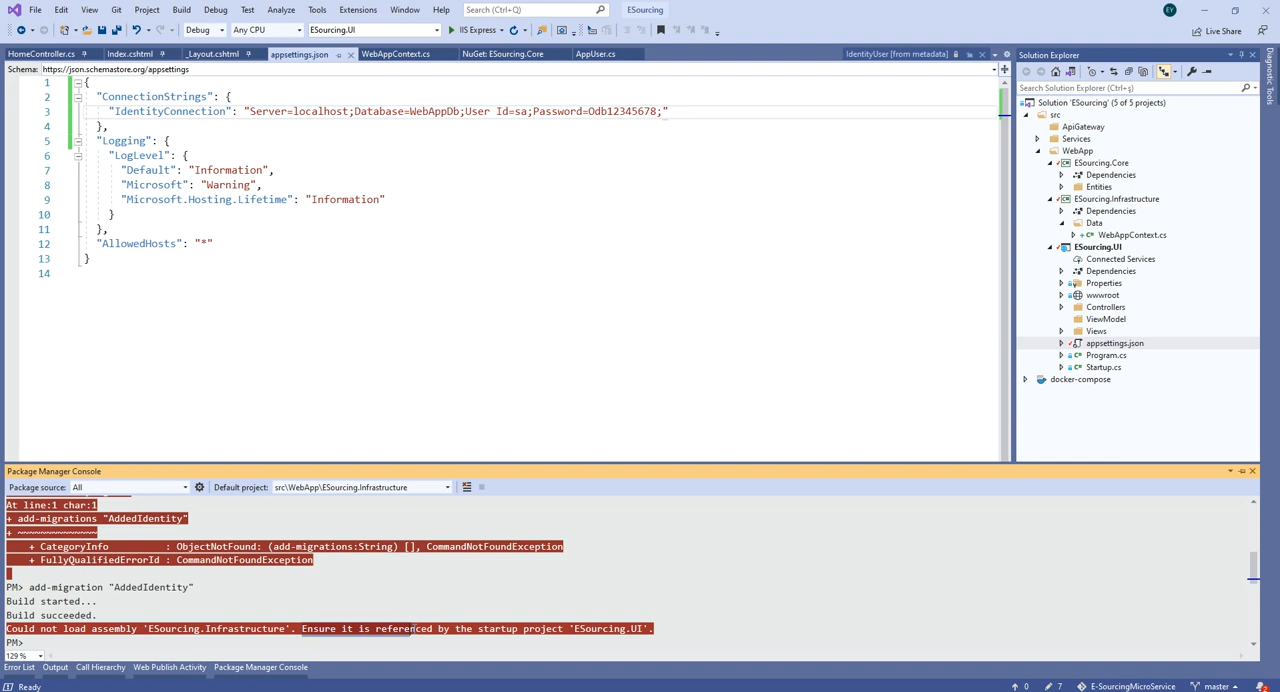 File Edit View Git Project Build Debug Test Analyze Tools Extensions Window Help Search (Ctrl+Q) ESourcing EY
Debug Any CPU ESourcing.UI IIS Express Live Share
HomeController.cs Index.cshtml _Layout.cshtml appsettings.json WebAppContext.cs NuGet: ESourcing.Core AppUser.cs IdentityUser [from metadata]
Schema: https://json.schemastore.org/appsettings
1 {
2 "ConnectionStrings": {
3 "IdentityConnection": "Server=localhost;Database=WebAppDb;User Id=sa;Password=Odb12345678;"
4 },
5 "Logging": {
6 "LogLevel": {
7 "Default": "Information",
8 "Microsoft": "Warning",
9 "Microsoft.Hosting.Lifetime": "Information"
10 }
11 },
12 "AllowedHosts": "*"
13 }
14
Solution Explorer
Search Solution Explorer (Ctrl+ş)
Solution 'ESourcing' (5 of 5 projects)
src
ApiGateway
Services
WebApp
ESourcing.Core
Dependencies
Entities
ESourcing.Infrastructure
Dependencies
Data
WebAppContext.cs
ESourcing.UI
Connected Services
Dependencies
Properties
wwwroot
Controllers
ViewModel
Views
appsettings.json
Program.cs
Startup.cs
docker-compose
Diagnostic Tools
Package Manager Console
Package source: All Default project: src\WebApp\ESourcing.Infrastructure
At line:1 char:1
+ add-migrations "AddedIdentity"
+ ~~~~~~~~~~~~~~
+ CategoryInfo : ObjectNotFound: (add-migrations:String) [], CommandNotFoundException
+ FullyQualifiedErrorId : CommandNotFoundException
PM> add-migration "AddedIdentity"
Build started...
Build succeeded.
Could not load assembly 'ESourcing.Infrastructure'. Ensure it is referenced by the startup project 'ESourcing.UI'.
PM>
129 %
Error List Output Call Hierarchy Web Publish Activity Package Manager Console
Ready 0 7 E-SourcingMicroService master